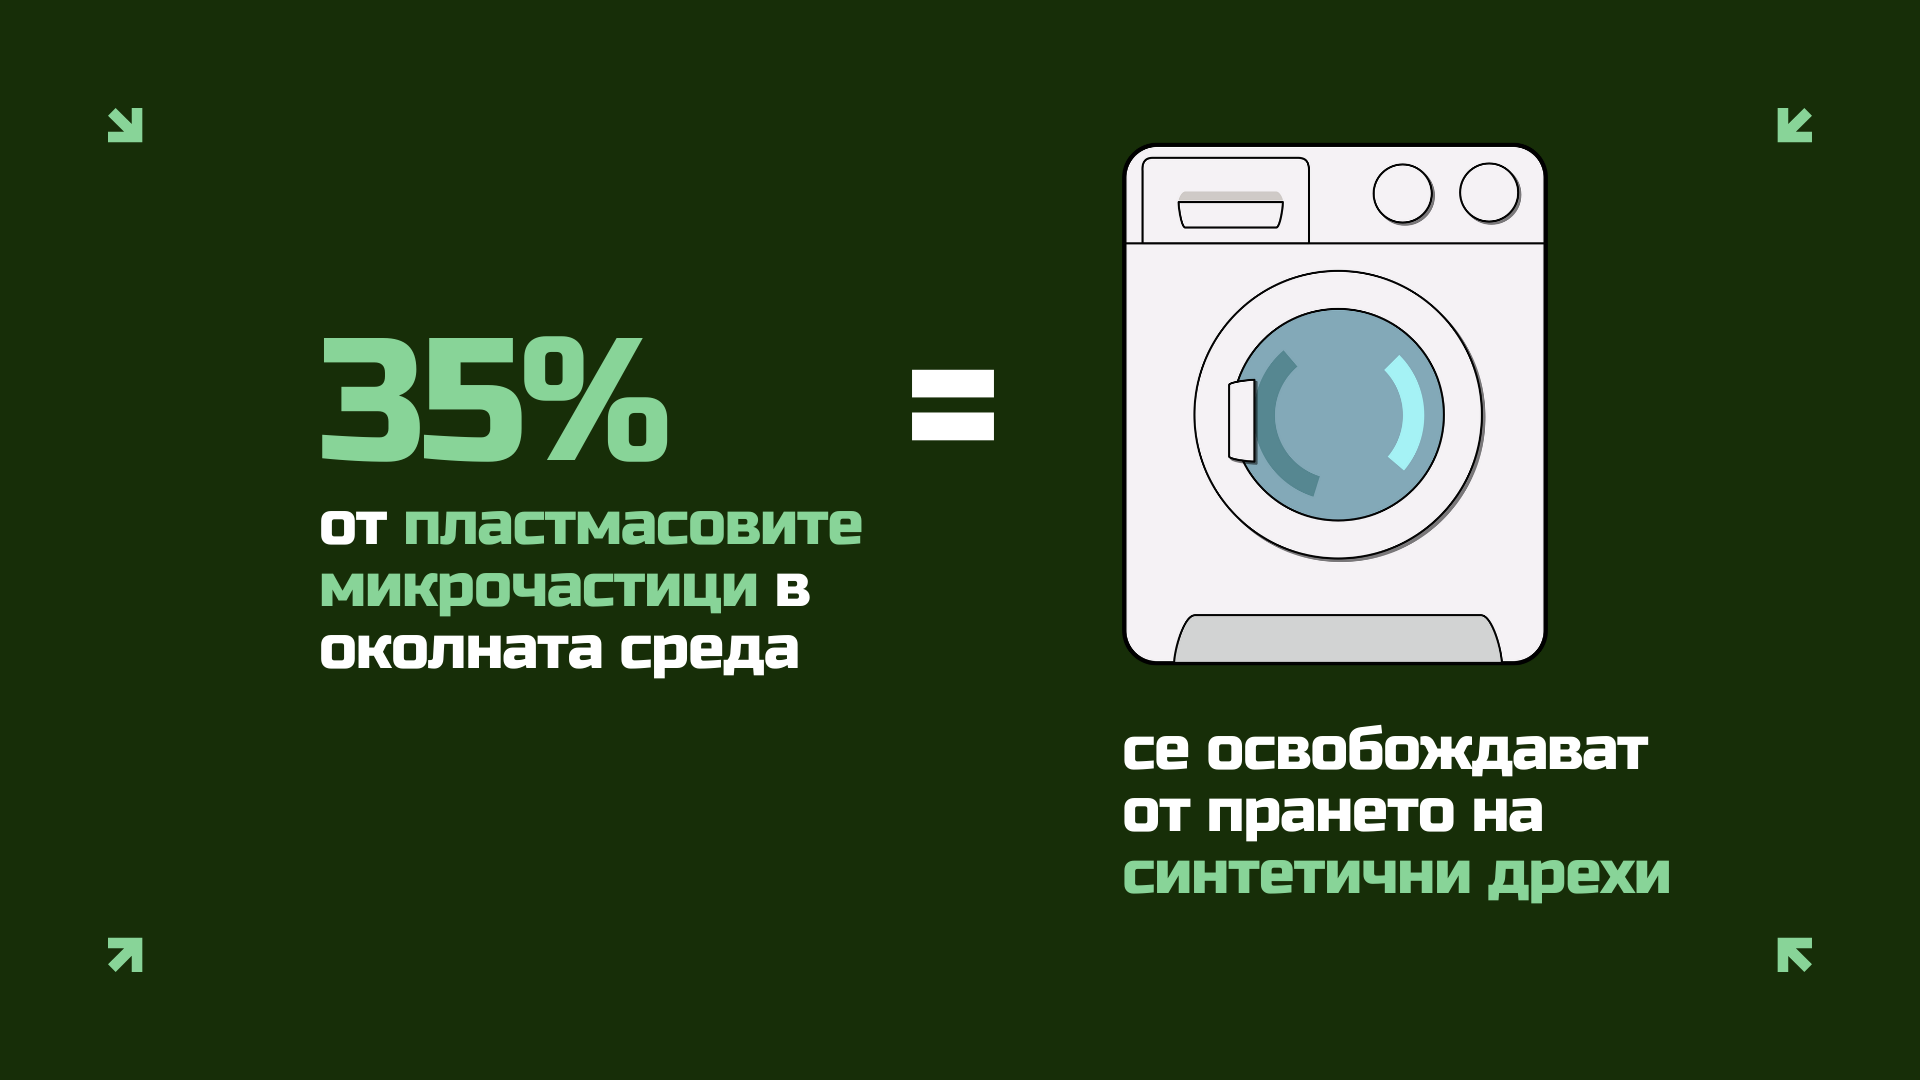 35%
от пластмасовите
микрочастици в
околната среда
=
се освобождават
от прането на
синтетични дрехи